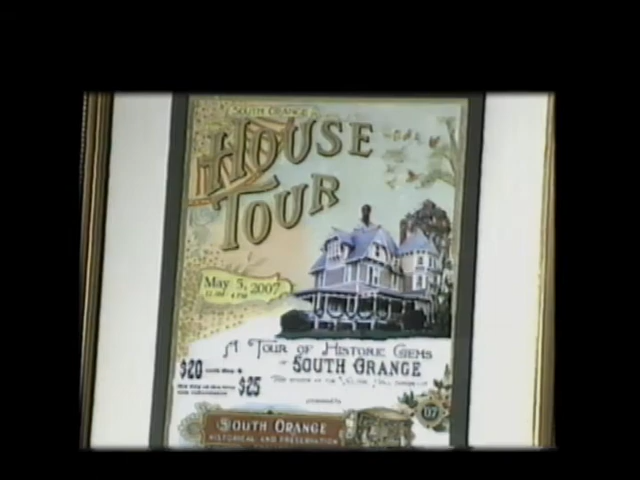 SOUTH ORANGE
HOUSE
TOUR
May 5, 2007
A TOUR OF HISTORIC GEMS
OF SOUTH ORANGE
$20
$25
07
SOUTH ORANGE
HISTORICAL AND PRESERVATION